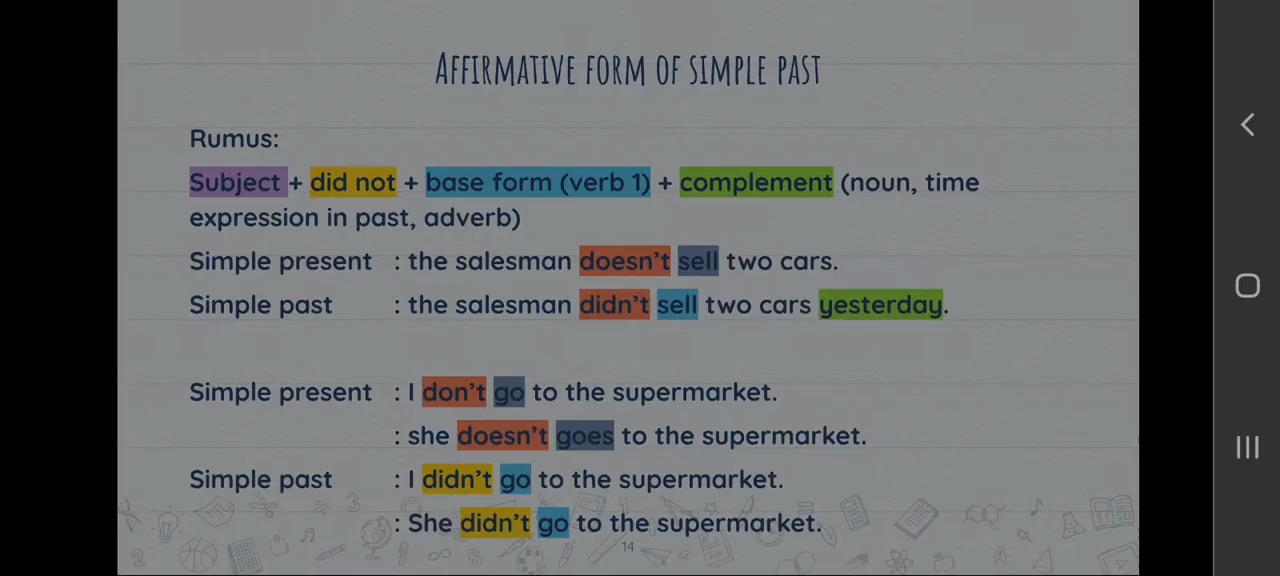 AFFIRMATIVE FORM OF SIMPLE PAST
Rumus:
Subject + did not + base form (verb 1) + complement (noun, time
expression in past, adverb)
Simple present : the salesman doesn't sell two cars.
Simple past : the salesman didn't sell two cars yesterday.
Simple present : I don't go to the supermarket.
: she doesn't goes to the supermarket.
Simple past : I didn't go to the supermarket.
: She didn't go to the supermarket.
14